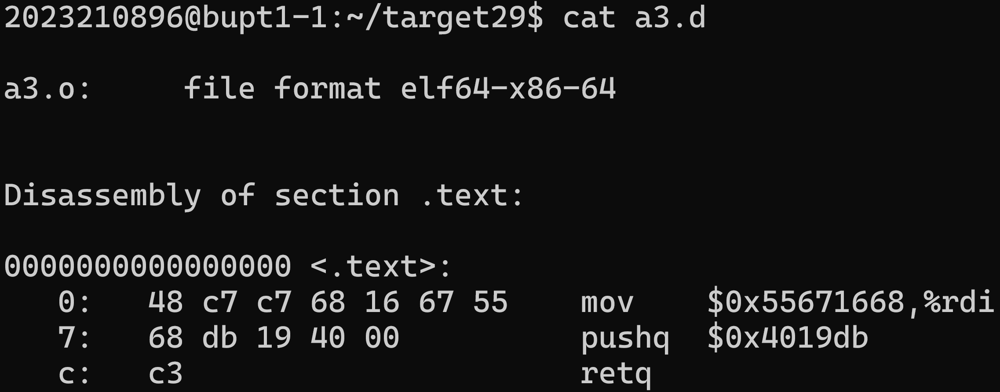 2023210896@bupt1-1:~/target29$ cat a3.d
a3.o:     file format elf64-x86-64
Disassembly of section .text:
0000000000000000 <.text>:
   0:   48 c7 c7 68 16 67 55    mov    $0x55671668,%rdi
   7:   68 db 19 40 00          pushq  $0x4019db
   c:   c3                      retq